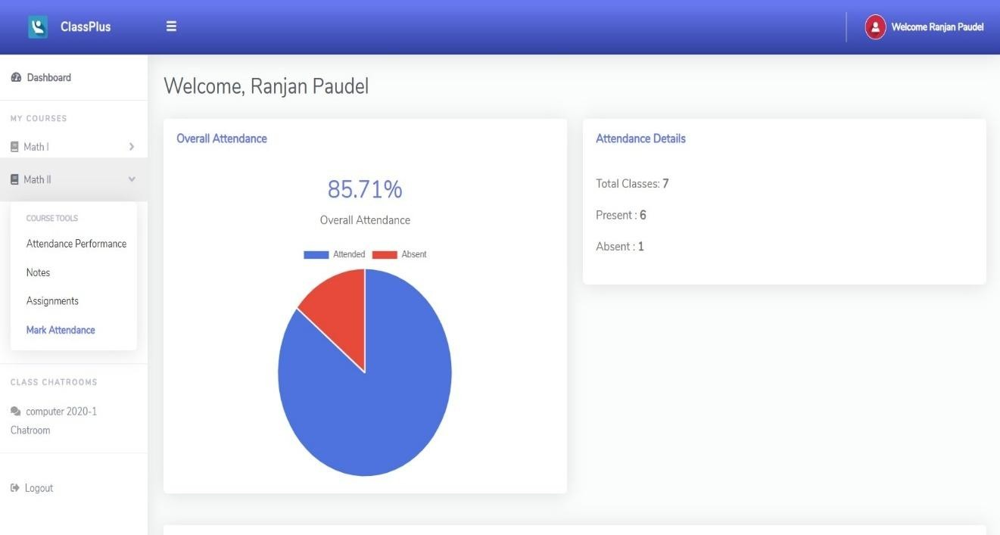 ClassPlus
Welcome Ranjan Paudel
Dashboard
MY COURSES
Math I
Math II
COURSE TOOLS
Attendance Performance
Notes
Assignments
Mark Attendance
CLASS CHATROOMS
computer 2020-1
Chatroom
Logout
Welcome, Ranjan Paudel
Overall Attendance
85.71%
Overall Attendance
Attended Absent
Attendance Details
Total Classes: 7
Present : 6
Absent : 1